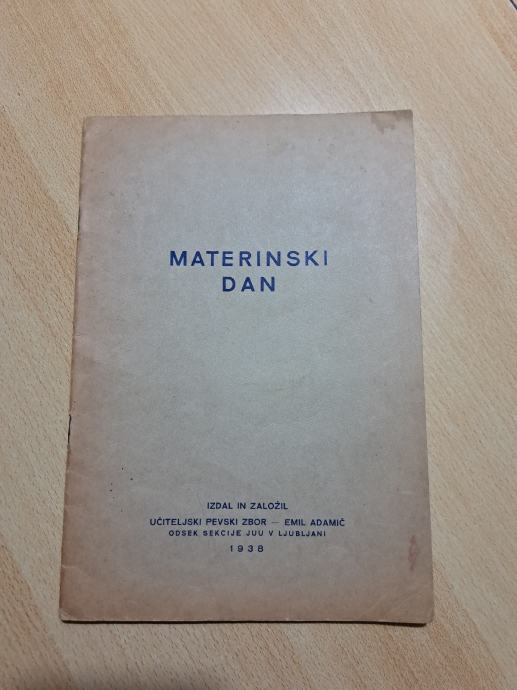 MATERINSKI
DAN
IZDAL IN ZALOŽIL
UČITELJSKI PEVSKI ZBOR — EMIL ADAMIČ
ODSEK SEKCIJE JUU V LJUBLJANI
1938